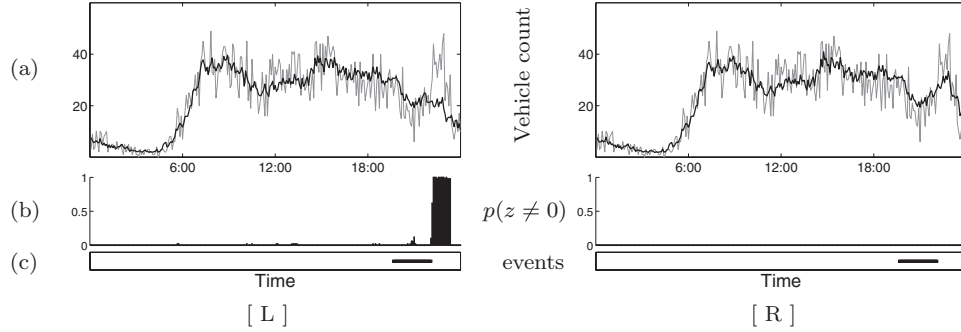 (a)
40
20
6:00 12:00 18:00
Vehicle count
40
20
6:00 12:00 18:00
(b)
1
0.5
0
p(z ≠ 0)
1
0.5
0
(c)
events
Time
Time
[ L ]
[ R ]